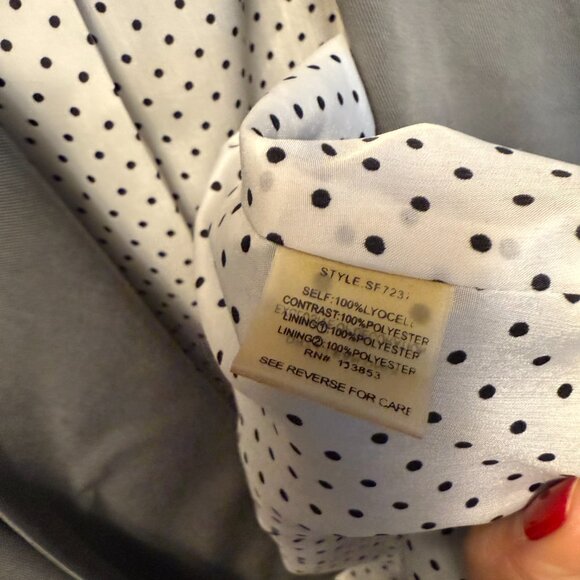 STYLE.SF7237
SELF:100%LYOCELL
CONTRAST:100%POLYESTER
LINING①:100%POLYESTER
LINING②:100%POLYESTER
RN# 133853
SEE REVERSE FOR CARE